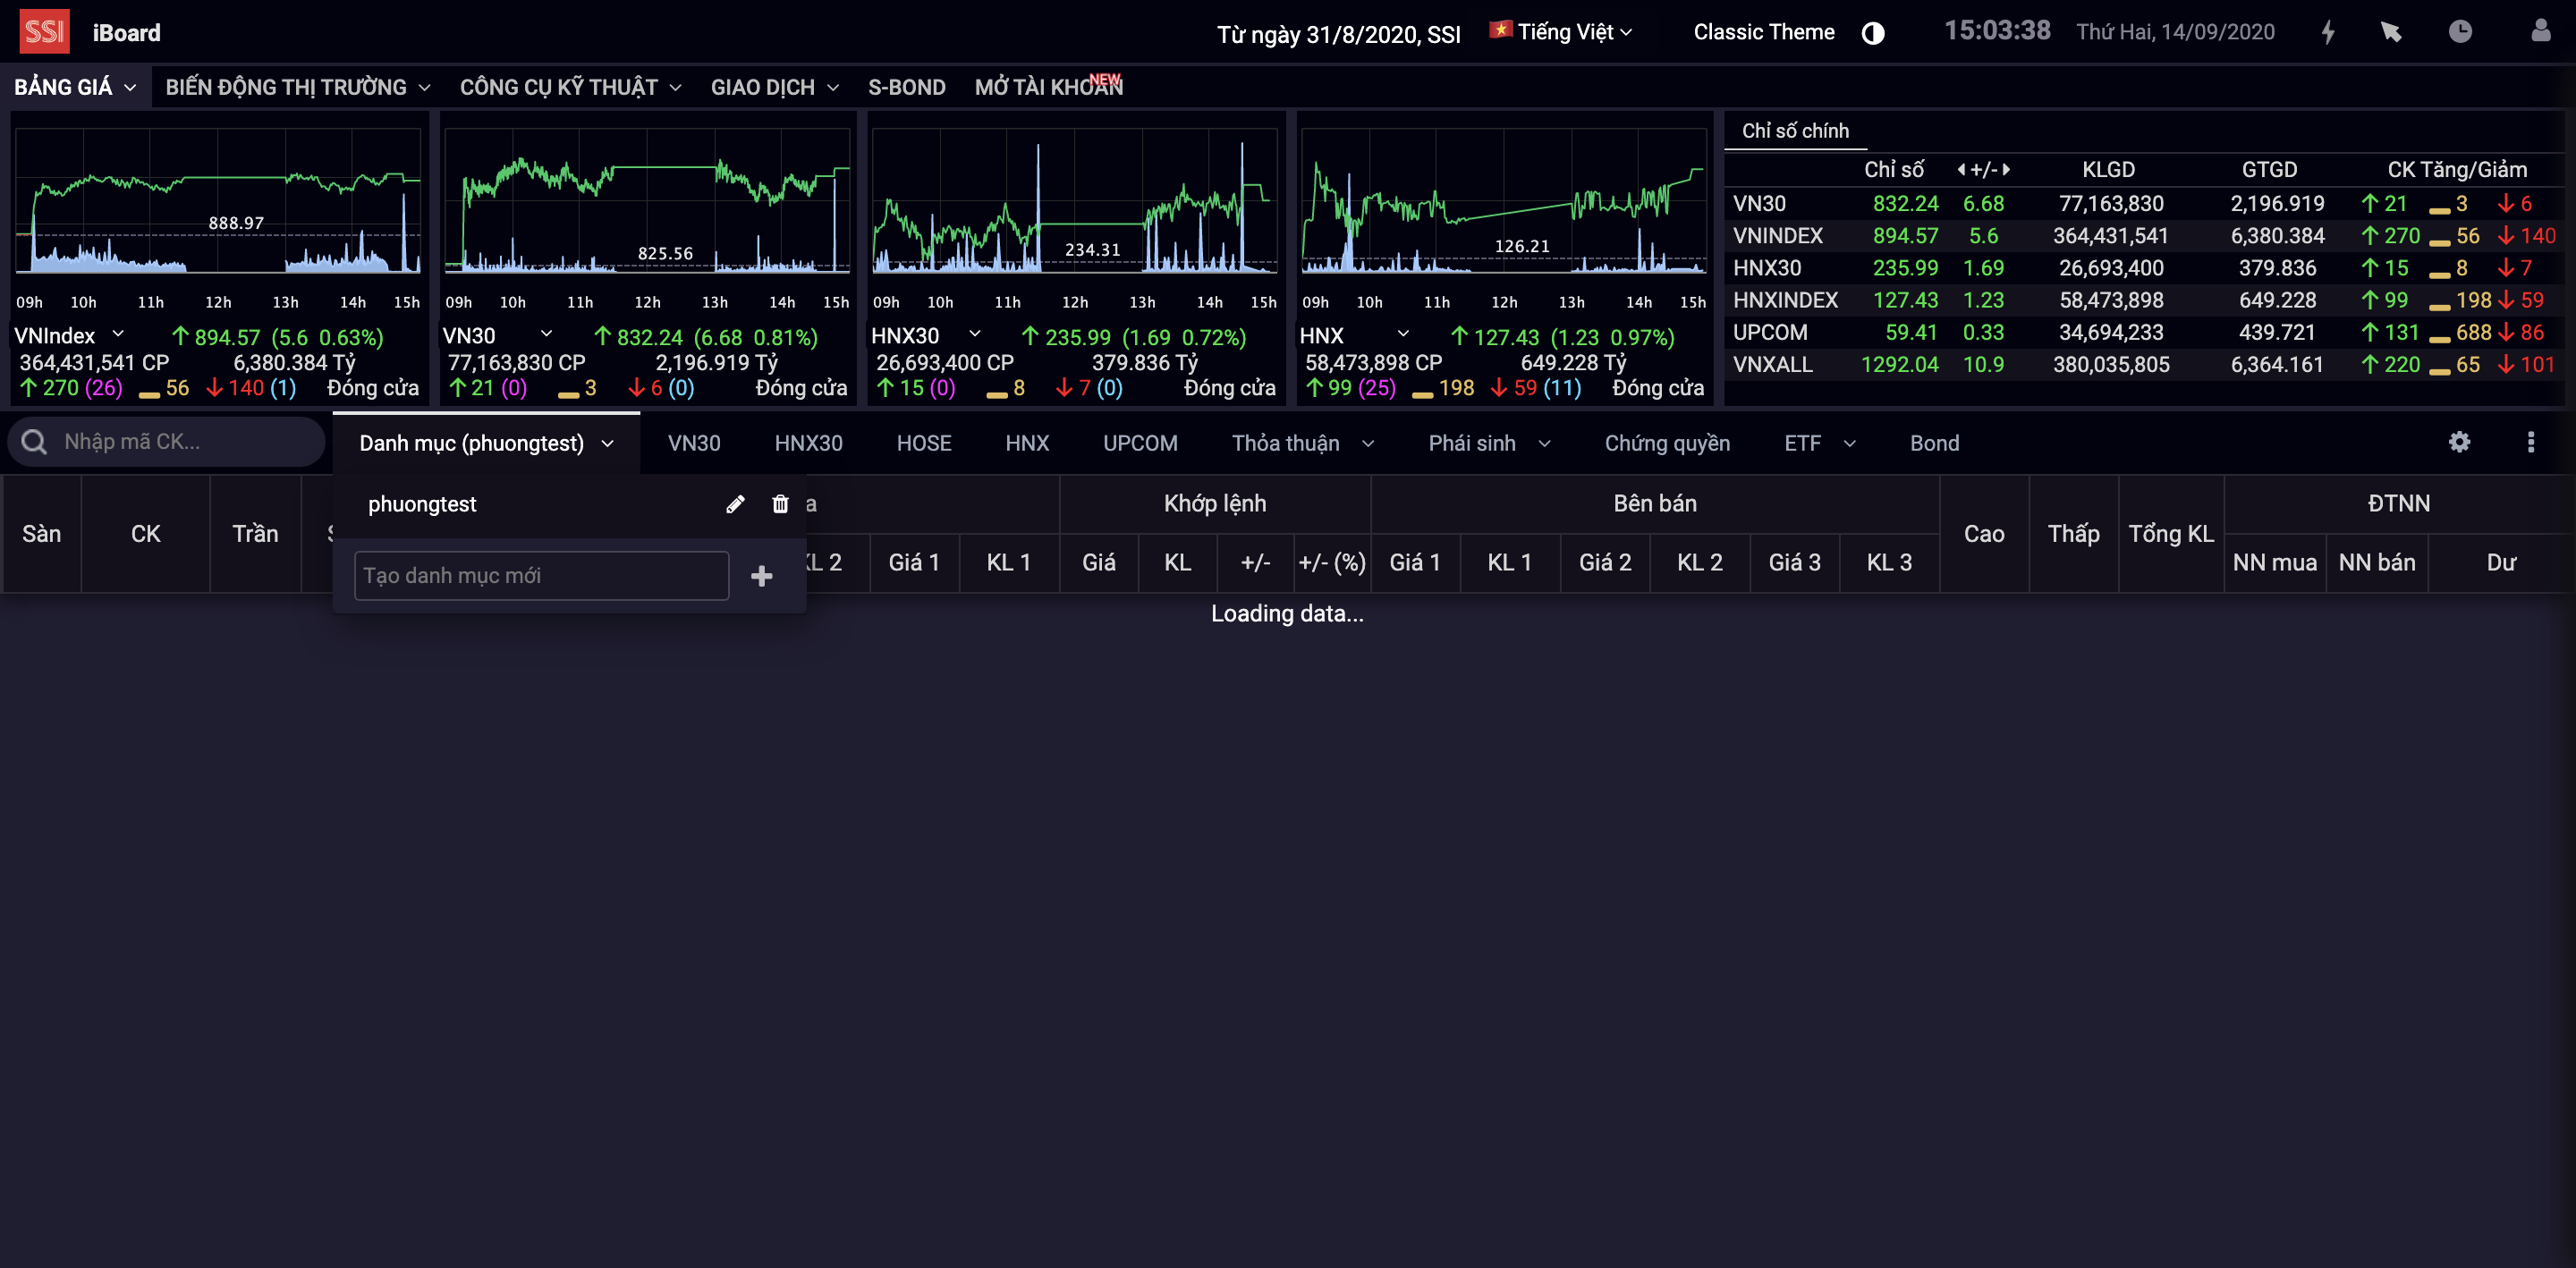 SSI iBoard Từ ngày 31/8/2020, SSI Tiếng Việt Classic Theme 15:03:38 Thứ Hai, 14/09/2020
BẢNG GIÁ BIẾN ĐỘNG THỊ TRƯỜNG CÔNG CỤ KỸ THUẬT GIAO DỊCH S-BOND MỞ TÀI KHOẢN NEW
888.97
09h 10h 11h 12h 13h 14h 15h
VNIndex 894.57 (5.6 0.63%)
364,431,541 CP 6,380.384 Tỷ
270 (26) 56 140 (1) Đóng cửa
825.56
09h 10h 11h 12h 13h 14h 15h
VN30 832.24 (6.68 0.81%)
77,163,830 CP 2,196.919 Tỷ
21 (0) 3 6 (0) Đóng cửa
234.31
09h 10h 11h 12h 13h 14h 15h
HNX30 235.99 (1.69 0.72%)
26,693,400 CP 379.836 Tỷ
15 (0) 8 7 (0) Đóng cửa
126.21
09h 10h 11h 12h 13h 14h 15h
HNX 127.43 (1.23 0.97%)
58,473,898 CP 649.228 Tỷ
99 (25) 198 59 (11) Đóng cửa
Chỉ số chính
Chỉ số +/- KLGD GTGD CK Tăng/Giảm
VN30 832.24 6.68 77,163,830 2,196.919 21 3 6
VNINDEX 894.57 5.6 364,431,541 6,380.384 270 56 140
HNX30 235.99 1.69 26,693,400 379.836 15 8 7
HNXINDEX 127.43 1.23 58,473,898 649.228 99 198 59
UPCOM 59.41 0.33 34,694,233 439.721 131 688 86
VNXALL 1292.04 10.9 380,035,805 6,364.161 220 65 101
Nhập mã CK... Danh mục (phuongtest) VN30 HNX30 HOSE HNX UPCOM Thỏa thuận Phái sinh Chứng quyền ETF Bond
phuongtest
Tạo danh mục mới
Khớp lệnh Bên bán ĐTNN
Sàn CK Trần Cao Thấp Tổng KL
KL 2 Giá 1 KL 1 Giá KL +/- +/- (%) Giá 1 KL 1 Giá 2 KL 2 Giá 3 KL 3 NN mua NN bán Dư
Loading data...